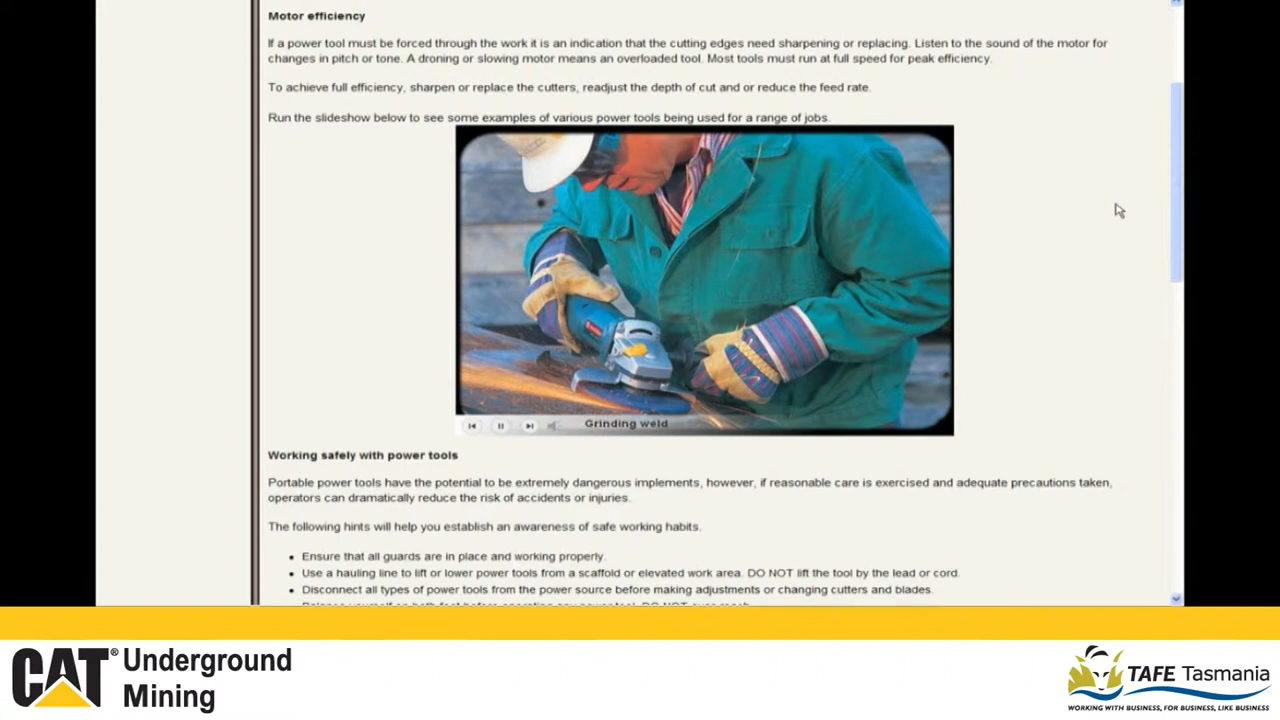 Motor efficiency
If a power tool must be forced through the work it is an indication that the cutting edges need sharpening or replacing. Listen to the sound of the motor for
changes in pitch or tone. A droning or slowing motor means an overloaded tool. Most tools must run at full speed for peak efficiency.
To achieve full efficiency, sharpen or replace the cutters, readjust the depth of cut and or reduce the feed rate.
Run the slideshow below to see some examples of various power tools being used for a range of jobs.
Grinding weld
Working safely with power tools
Portable power tools have the potential to be extremely dangerous implements, however, if reasonable care is exercised and adequate precautions taken,
operators can dramatically reduce the risk of accidents or injuries.
The following hints will help you establish an awareness of safe working habits.
• Ensure that all guards are in place and working properly.
• Use a hauling line to lift or lower power tools from a scaffold or elevated work area. DO NOT lift the tool by the lead or cord.
• Disconnect all types of power tools from the power source before making adjustments or changing cutters and blades.
CAT® Underground
Mining
TAFE Tasmania
WORKING WITH BUSINESS, FOR BUSINESS, LIKE BUSINESS